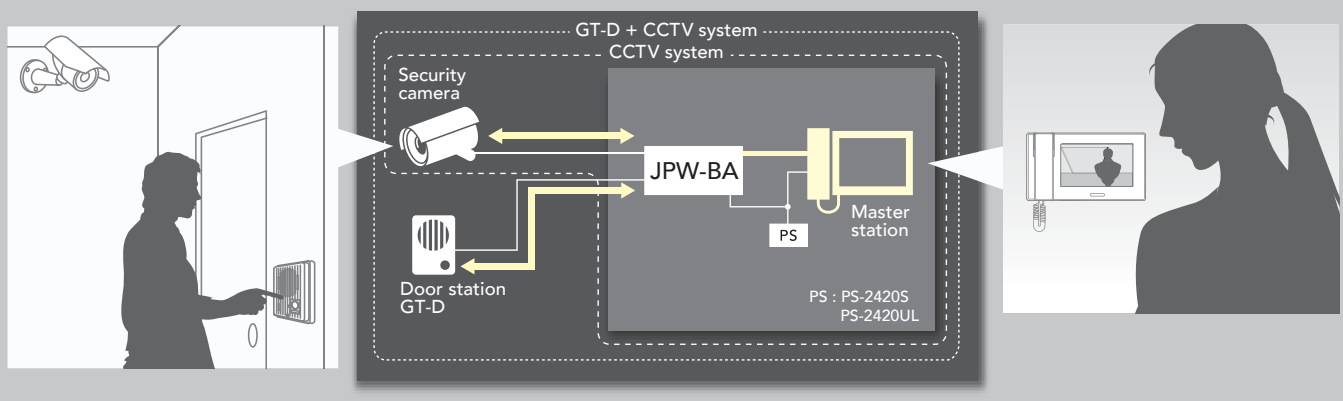 GT-D + CCTV system
CCTV system
Security
camera
JPW-BA
Master
station
PS
Door station
GT-D
PS : PS-2420S
PS-2420UL